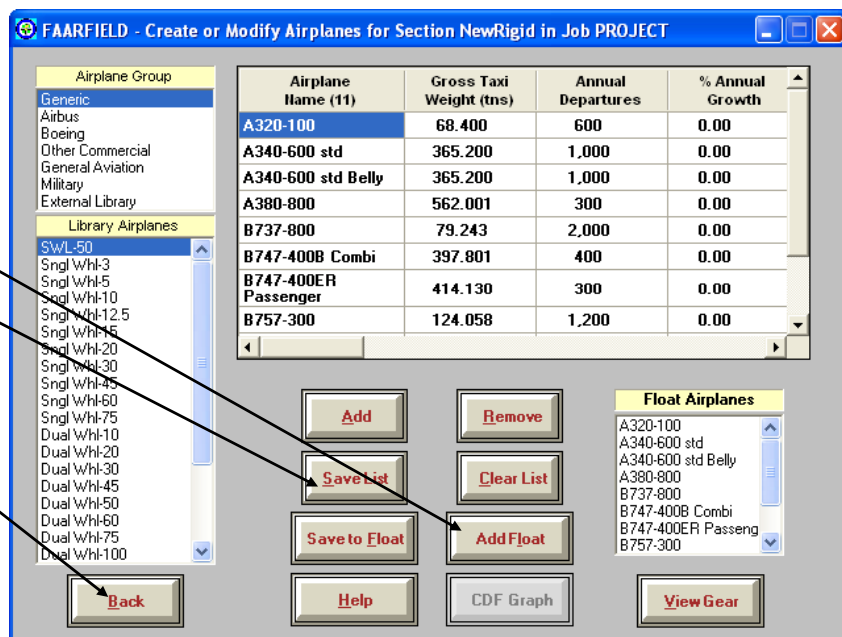 FAARFIELD - Create or Modify Airplanes for Section NewRigid in Job PROJECT
Airplane Group
Generic
Airbus
Boeing
Other Commercial
General Aviation
Military
External Library
Library Airplanes
SWL-50
Sngl Whl-3
Sngl Whl-5
Sngl Whl-10
Sngl Whl-12.5
Sngl Whl-15
Sngl Whl-20
Sngl Whl-30
Sngl Whl-45
Sngl Whl-60
Sngl Whl-75
Dual Whl-10
Dual Whl-20
Dual Whl-30
Dual Whl-45
Dual Whl-50
Dual Whl-60
Dual Whl-75
Dual Whl-100
Back
Airplane Name (11) Gross Taxi Weight (tns) Annual Departures % Annual Growth
A320-100 68.400 600 0.00
A340-600 std 365.200 1,000 0.00
A340-600 std Belly 365.200 1,000 0.00
A380-800 562.001 300 0.00
B737-800 79.243 2,000 0.00
B747-400B Combi 397.801 400 0.00
B747-400ER Passenger 414.130 300 0.00
B757-300 124.058 1,200 0.00
Add
Remove
Save List
Clear List
Save to Float
Add Float
Help
CDF Graph
Float Airplanes
A320-100
A340-600 std
A340-600 std Belly
A380-800
B737-800
B747-400B Combi
B747-400ER Passeng
B757-300
View Gear